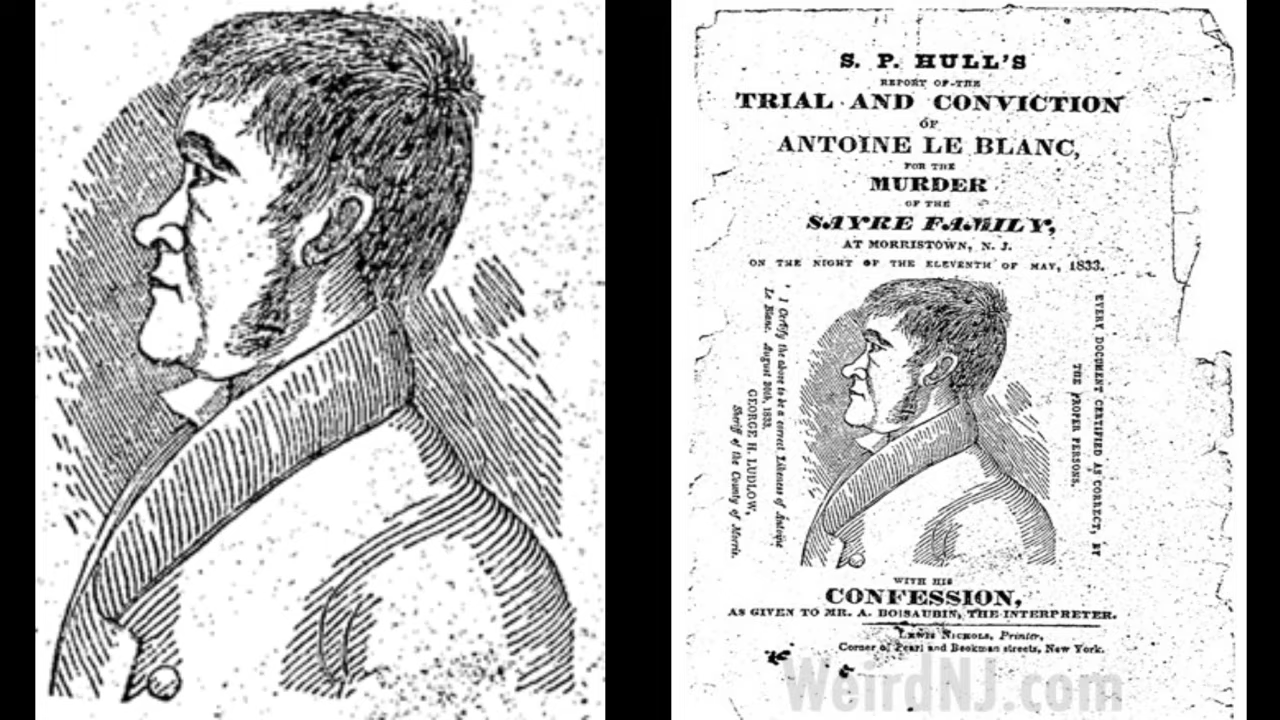 S. P. HULL'S
REPORT OF THE
TRIAL AND CONVICTION
OF
ANTOINE LE BLANC,
FOR THE
MURDER
OF THE
SAYRE FAMILY,
AT MORRISTOWN, N. J.
ON THE NIGHT OF THE ELEVENTH OF MAY, 1833.
I Certify the above to be a correct Likeness of Antoine
Le Blanc. August 20th, 1833.
GEORGE H. LUDLOW,
Sheriff of the County of Morris.
EVERY DOCUMENT CERTIFIED AS CORRECT, BY
THE PROPER PERSONS.
WITH HIS
CONFESSION,
AS GIVEN TO MR. A. BOISAUBIN, THE INTERPRETER.
LEWIS NICHOLS, Printer,
Corner of Pearl and Beekman streets, New York.
WeirdNJ.com